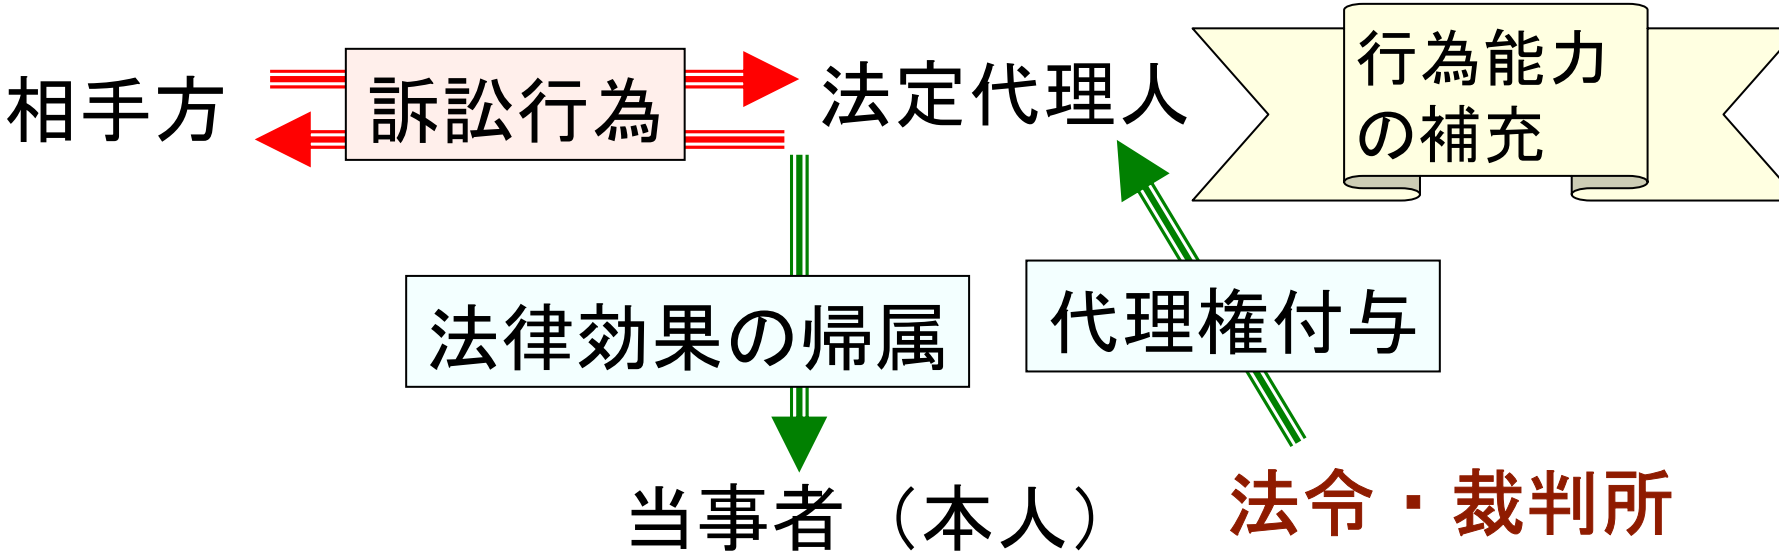 相手方
訴訟行為
法定代理人
行為能力
の補充
法律効果の帰属
代理権付与
当事者（本人）
法令・裁判所